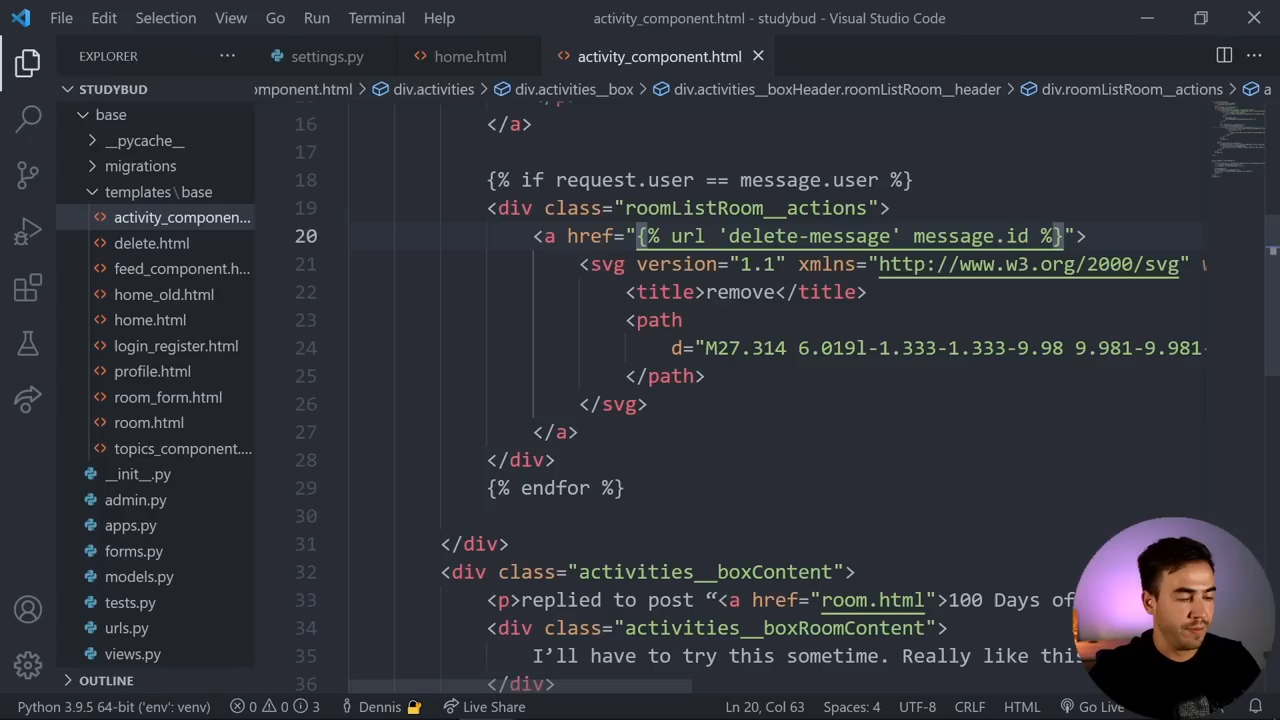 File Edit Selection View Go Run Terminal Help
activity_component.html - studybud - Visual Studio Code
EXPLORER
settings.py
home.html
activity_component.html
STUDYBUD
omponent.html > div.activities > div.activities__box > div.activities__boxHeader.roomListRoom__header > div.roomListRoom__actions > a
base
__pycache__
migrations
templates\base
activity_componen...
delete.html
feed_component.h...
home_old.html
home.html
login_register.html
profile.html
room_form.html
room.html
topics_component....
__init__.py
admin.py
apps.py
forms.py
models.py
tests.py
urls.py
views.py
OUTLINE
16 </a>
17
18 {% if request.user == message.user %}
19 <div class="roomListRoom__actions">
20 <a href="{% url 'delete-message' message.id %}">
21 <svg version="1.1" xmlns="http://www.w3.org/2000/svg"
22 <title>remove</title>
23 <path
24 d="M27.314 6.019l-1.333-1.333-9.98 9.981-9.981-
25 </path>
26 </svg>
27 </a>
28 </div>
29 {% endfor %}
30
31 </div>
32 <div class="activities__boxContent">
33 <p>replied to post “<a href="room.html">100 Days of
34 <div class="activities__boxRoomContent">
35 I’ll have to try this sometime. Really like this
36 </div>
Python 3.9.5 64-bit ('env': venv) 0 0 3 Dennis Live Share Ln 20, Col 63 Spaces: 4 UTF-8 CRLF HTML Go Live